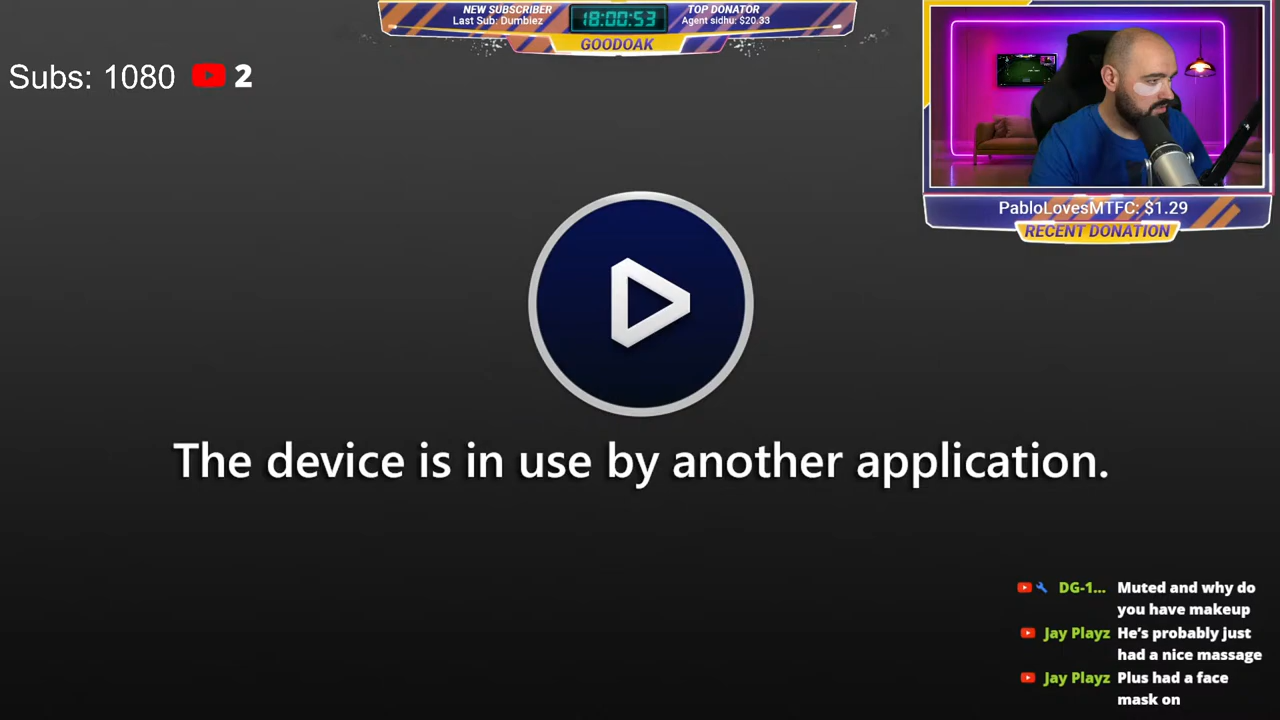 NEW SUBSCRIBER
Last Sub: Dumbiez
18:00:53
TOP DONATOR
Agent sidhu: $20.33
GOODOAK
Subs: 1080 2
PabloLovesMTFC: $1.29
RECENT DONATION
The device is in use by another application.
DG-1... Muted and why do
you have makeup
Jay Playz He's probably just
had a nice massage
Jay Playz Plus had a face
mask on